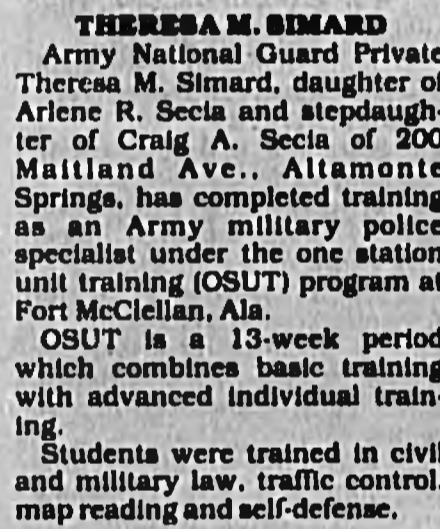 THERESA M. SIMARD
Army National Guard Private
Theresa M. Simard, daughter of
Arlene R. Secia and stepdaugh-
ter of Craig A. Secia of 200
Maitland Ave., Altamonte
Springs, has completed training
as an Army military police
specialist under the one station
unit training (OSUT) program at
Fort McClellan, Ala.
OSUT is a 13-week period
which combines basic training
with advanced individual train-
ing.
Students were trained in civil
and military law, traffic control,
map reading and self-defense.